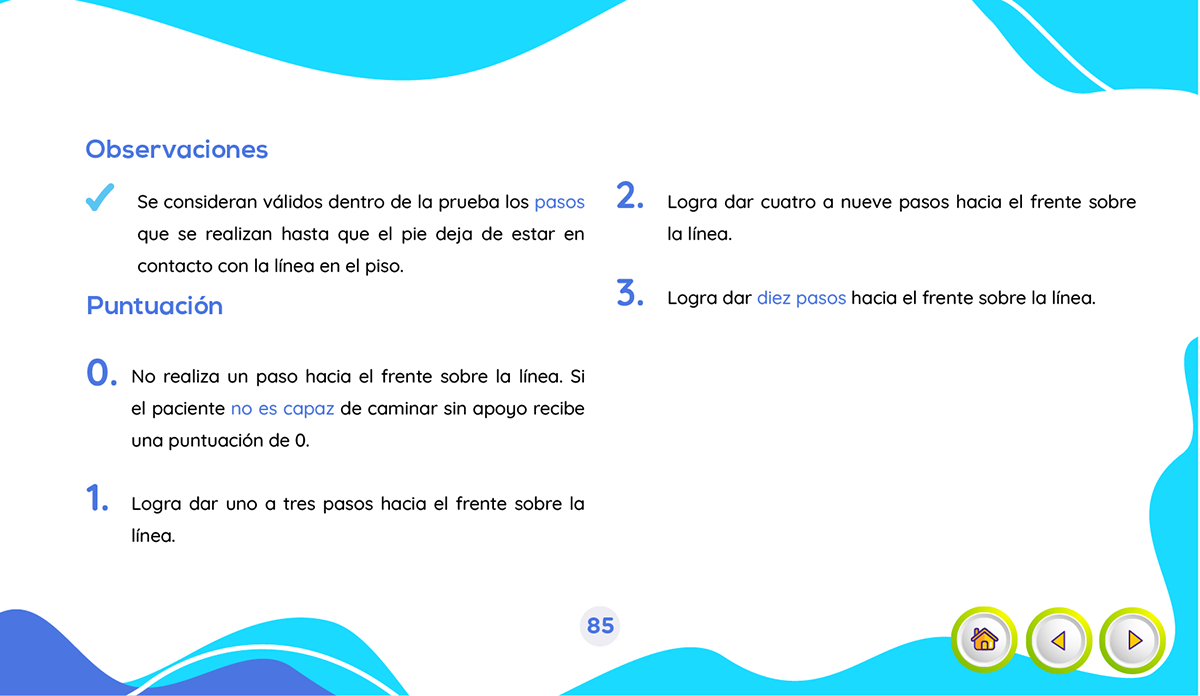 Observaciones
Se consideran válidos dentro de la prueba los pasos
que se realizan hasta que el pie deja de estar en
contacto con la línea en el piso.
Puntuación
0. No realiza un paso hacia el frente sobre la línea. Si
el paciente no es capaz de caminar sin apoyo recibe
una puntuación de 0.
1. Logra dar uno a tres pasos hacia el frente sobre la
línea.
2. Logra dar cuatro a nueve pasos hacia el frente sobre
la línea.
3. Logra dar diez pasos hacia el frente sobre la línea.
85